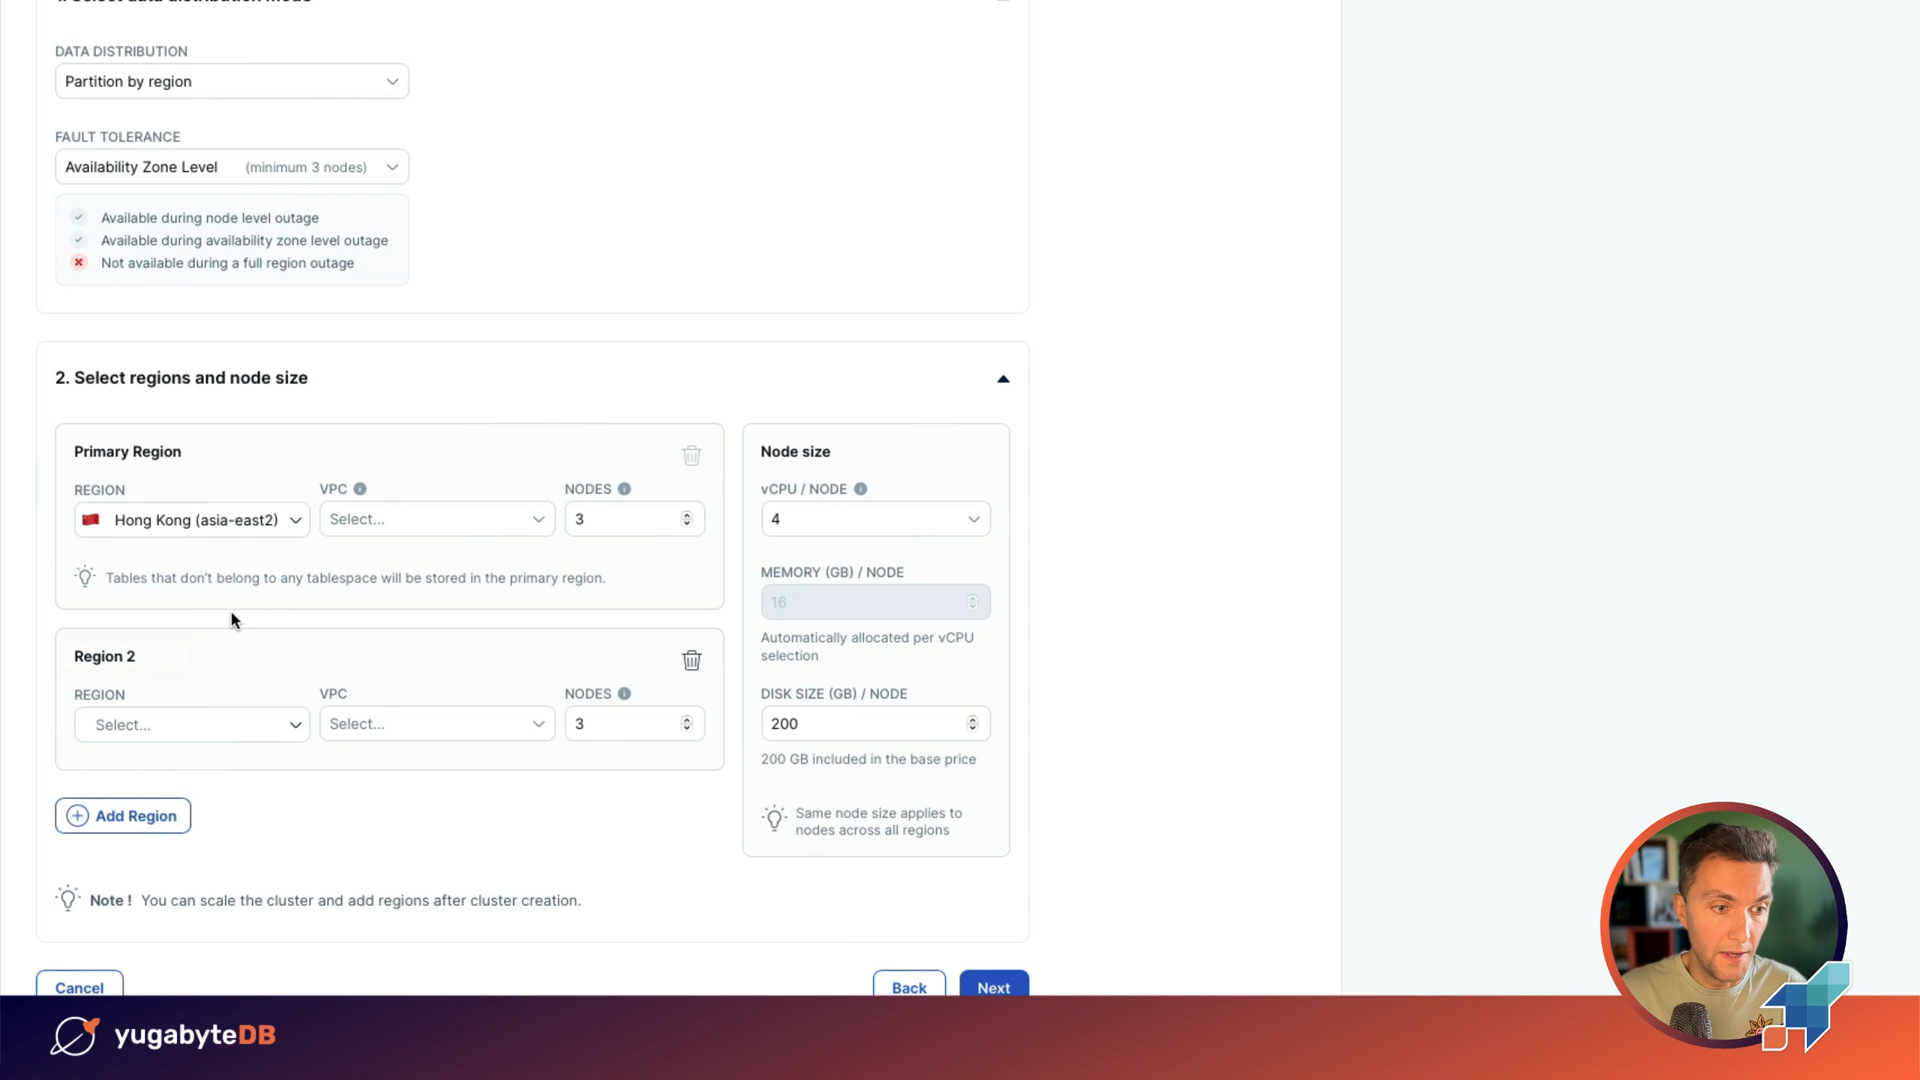 DATA DISTRIBUTION
Partition by region
FAULT TOLERANCE
Availability Zone Level (minimum 3 nodes)
Available during node level outage
Available during availability zone level outage
Not available during a full region outage
2. Select regions and node size
Primary Region
REGION VPC NODES
Hong Kong (asia-east2) Select... 3
Tables that don't belong to any tablespace will be stored in the primary region.
Region 2
REGION VPC NODES
Select... Select... 3
Add Region
Node size
vCPU / NODE
4
MEMORY (GB) / NODE
16
Automatically allocated per vCPU
selection
DISK SIZE (GB) / NODE
200
200 GB included in the base price
Same node size applies to
nodes across all regions
Note ! You can scale the cluster and add regions after cluster creation.
Cancel Back Next
yugabyteDB